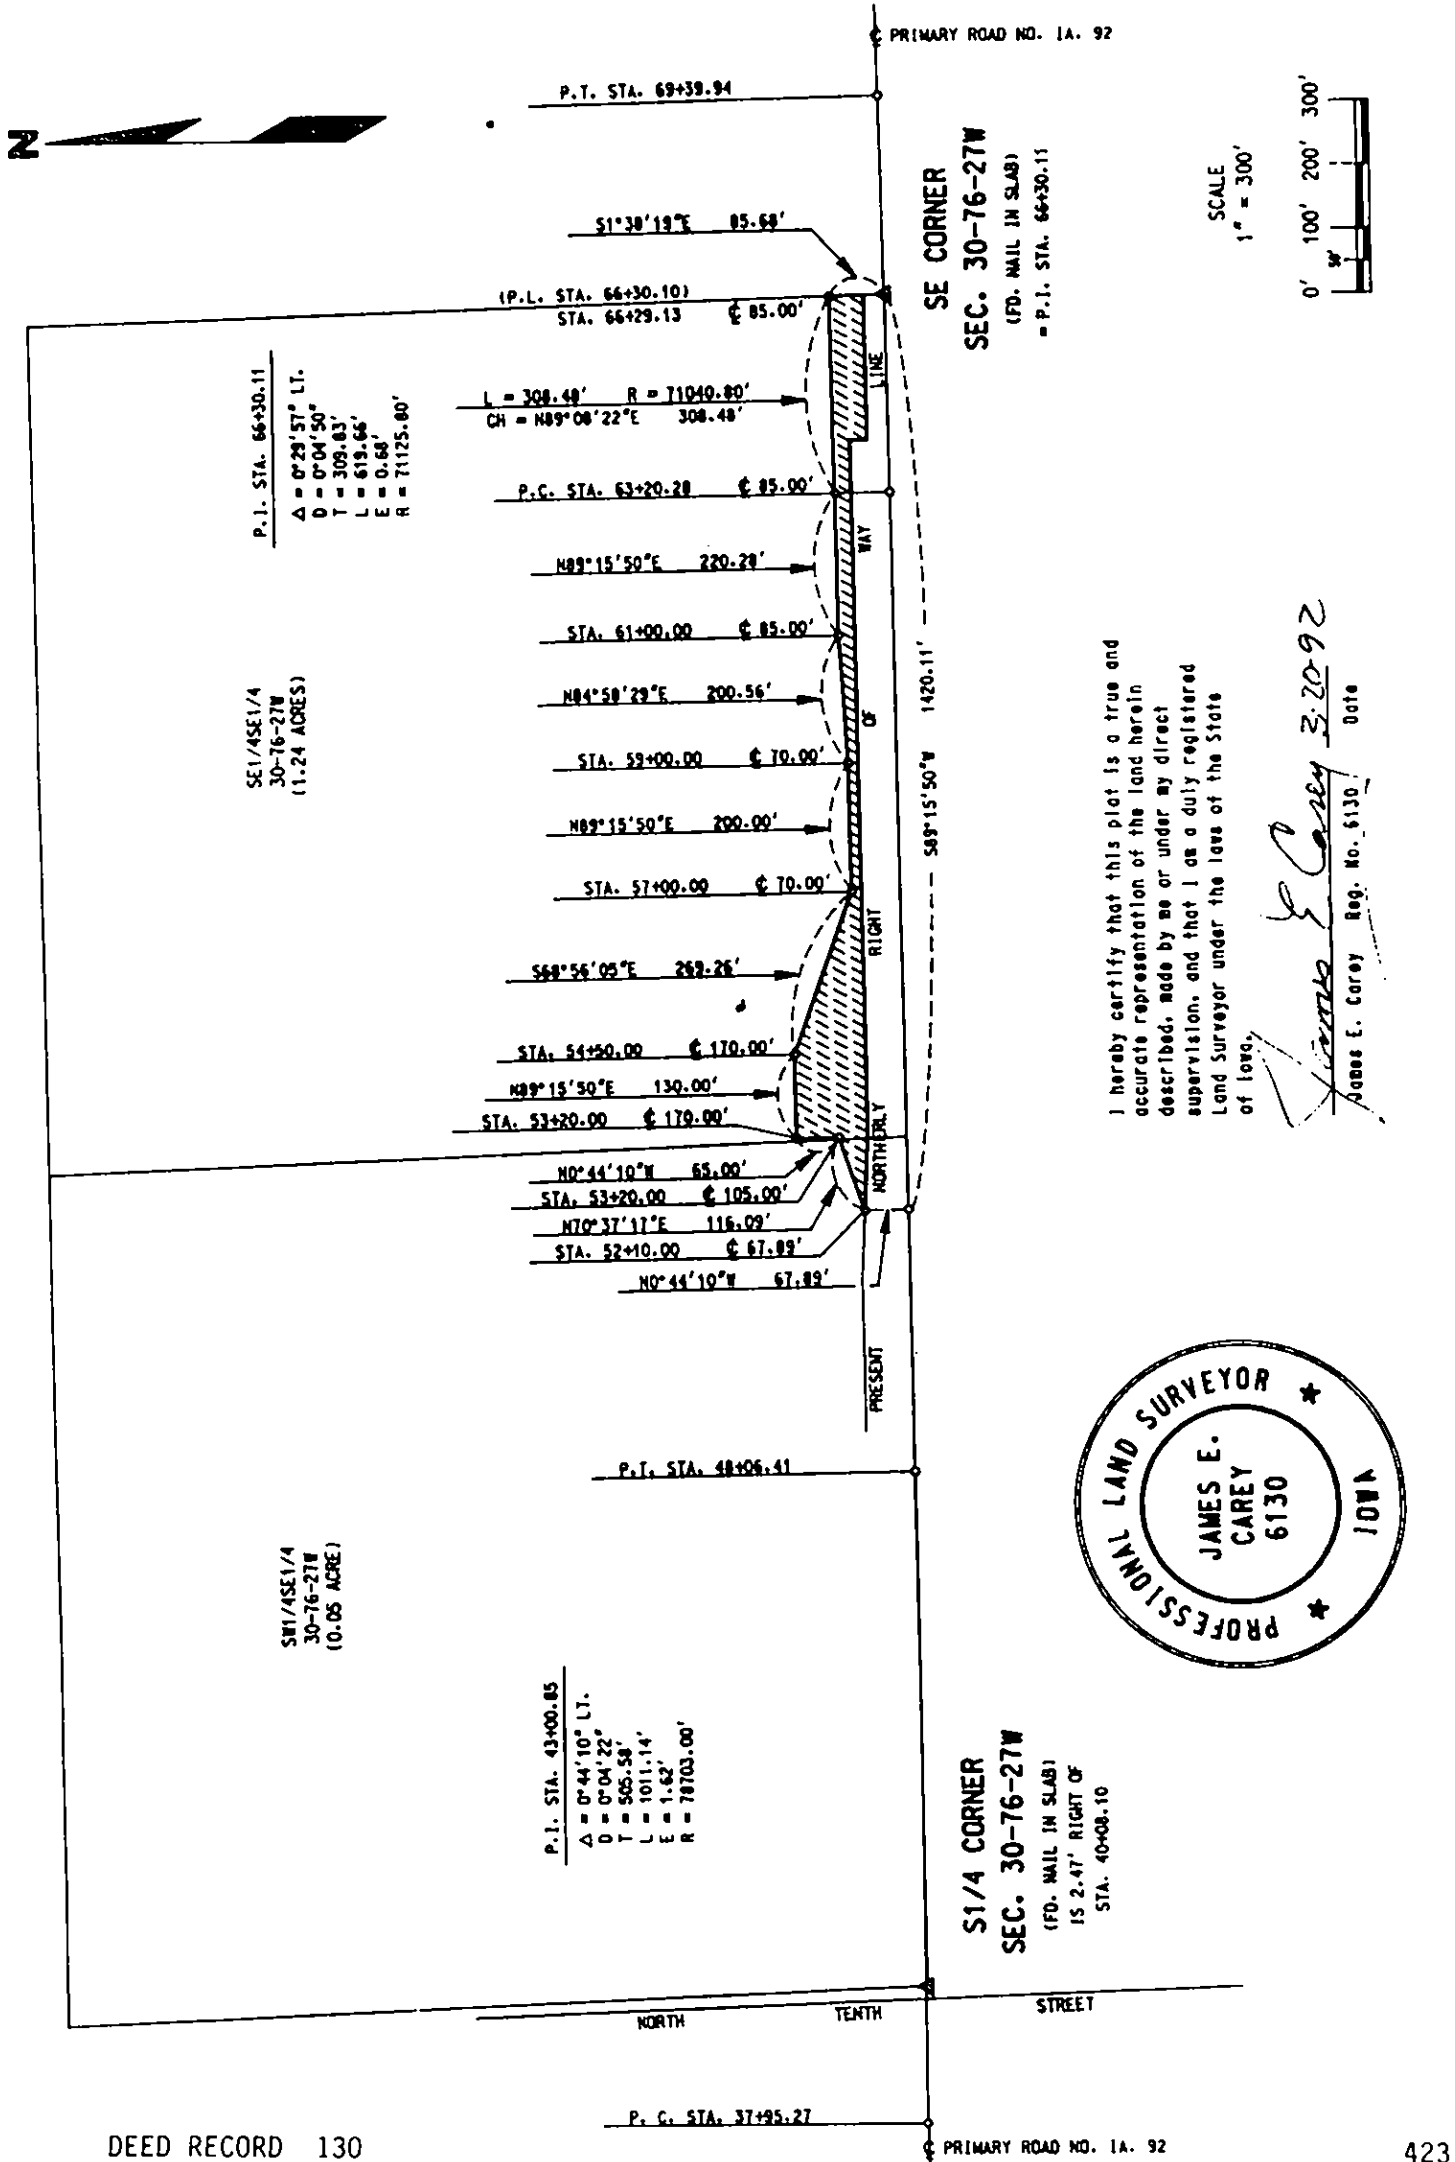 N
₵ PRIMARY ROAD NO. IA. 92
P.T. STA. 69+39.94
SE CORNER
SEC. 30-76-27W
(FD. NAIL IN SLAB)
= P.I. STA. 66+30.11
SCALE
1" = 300'
0' 50' 100' 200' 300'
S1°38'19"E 85.68'
(P.L. STA. 66+30.10)
STA. 66+29.13 ₵ 85.00'
P.I. STA. 66+30.11
Δ = 0°29'57" LT.
D = 0°04'50"
T = 309.83'
L = 619.66'
E = 0.68'
R = 71125.80'
L = 308.48' R = 71040.80'
CH = N89°08'22"E 308.48'
P.C. STA. 63+20.28 ₵ 85.00'
N89°15'50"E 220.28'
STA. 61+00.00 ₵ 85.00'
N84°58'29"E 200.56'
STA. 59+00.00 ₵ 70.00'
N89°15'50"E 200.00'
STA. 57+00.00 ₵ 70.00'
S68°56'05"E 269.26'
STA. 54+50.00 ₵ 170.00'
N89°15'50"E 130.00'
STA. 53+20.00 ₵ 170.00'
N0°44'10"W 65.00'
STA. 53+20.00 ₵ 105.00'
N70°37'17"E 116.09'
STA. 52+10.00 ₵ 67.89'
N0°44'10"W 67.89'
SE1/4SE1/4
30-76-27W
(1.24 ACRES)
PRESENT NORTHERLY RIGHT OF WAY LINE
S89°15'50"W 1420.11'
I hereby certify that this plat is a true and
accurate representation of the land herein
described, made by me or under my direct
supervision, and that I am a duly registered
Land Surveyor under the laws of the State
of Iowa.
James E Carey 3-20-92
James E. Carey Reg. No. 6130 Date
P.T. STA. 48+06.41
SW1/4SE1/4
30-76-27W
(0.05 ACRE)
P.I. STA. 43+00.85
Δ = 0°44'10" LT.
D = 0°04'22"
T = 505.58'
L = 1011.14'
E = 1.62'
R = 78703.00'
PROFESSIONAL LAND SURVEYOR
JAMES E.
CAREY
6130
IOWA
S1/4 CORNER
SEC. 30-76-27W
(FD. NAIL IN SLAB)
IS 2.47' RIGHT OF
STA. 40+08.10
NORTH TENTH STREET
P. C. STA. 37+95.27
₵ PRIMARY ROAD NO. IA. 92
DEED RECORD 130
423